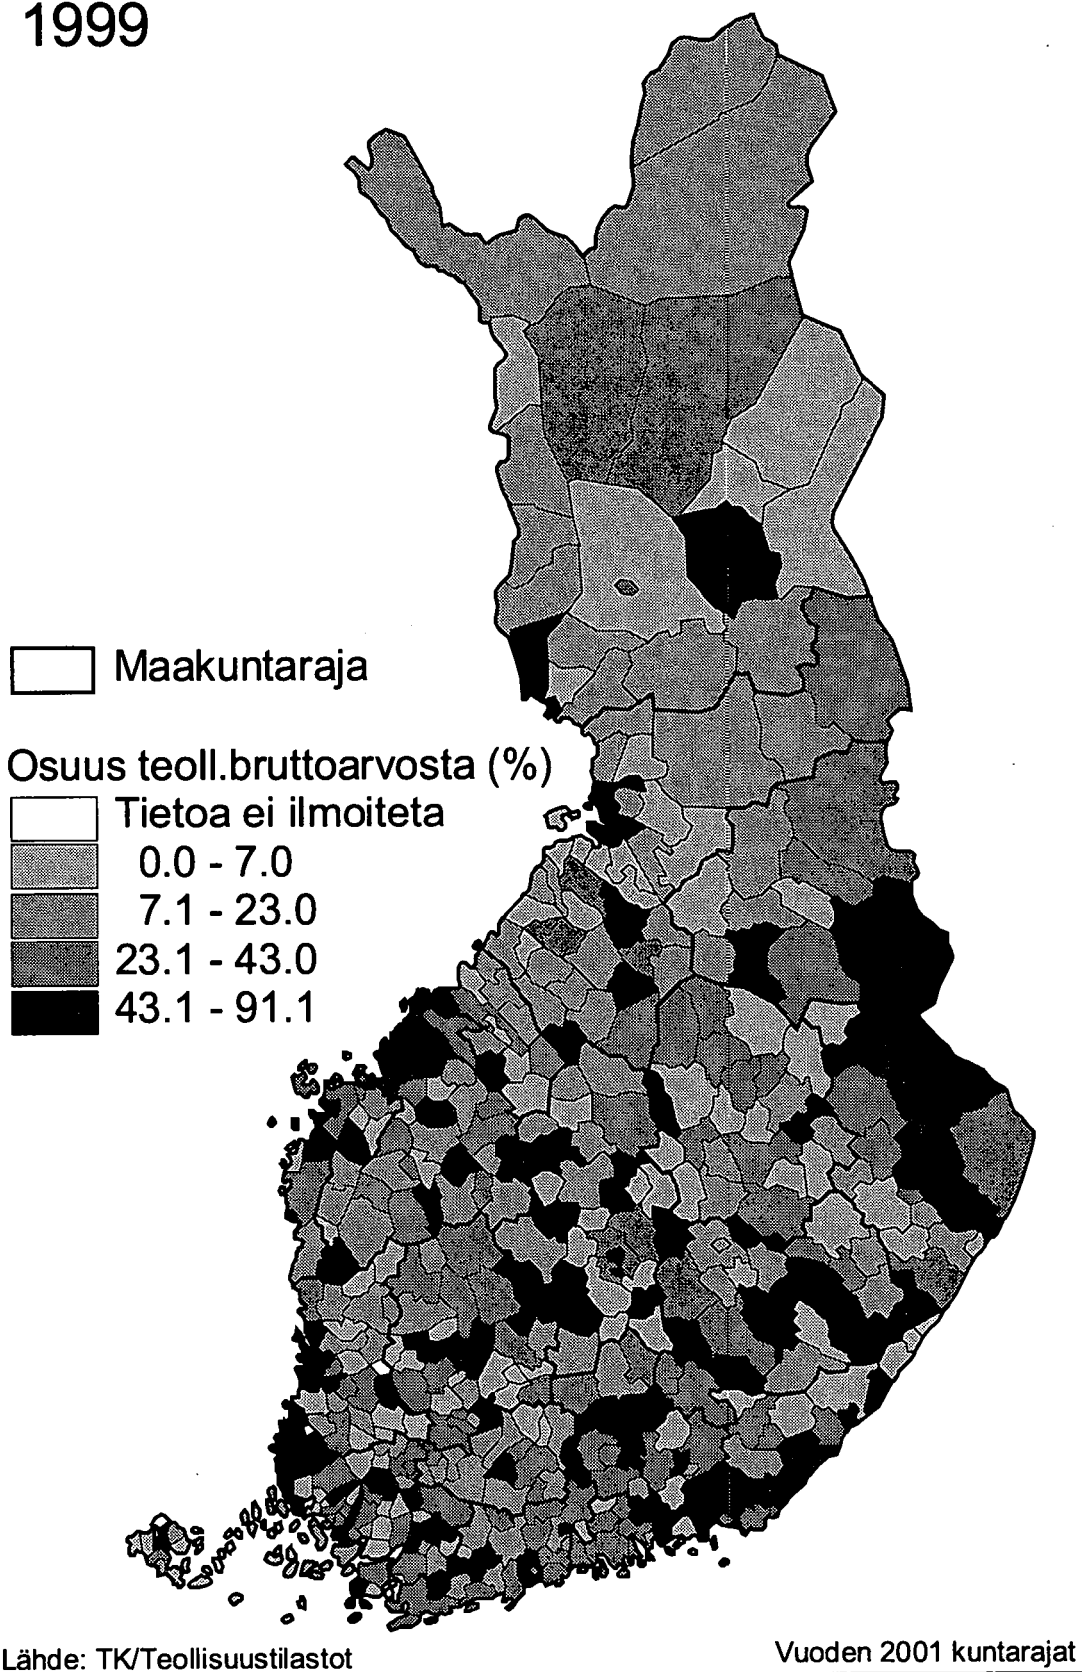 1999
Maakuntaraja
Osuus teoll.bruttoarvosta (%)
Tietoa ei ilmoiteta
0.0 - 7.0
7.1 - 23.0
23.1 - 43.0
43.1 - 91.1
Lähde: TK/Teollisuustilastot
Vuoden 2001 kuntarajat